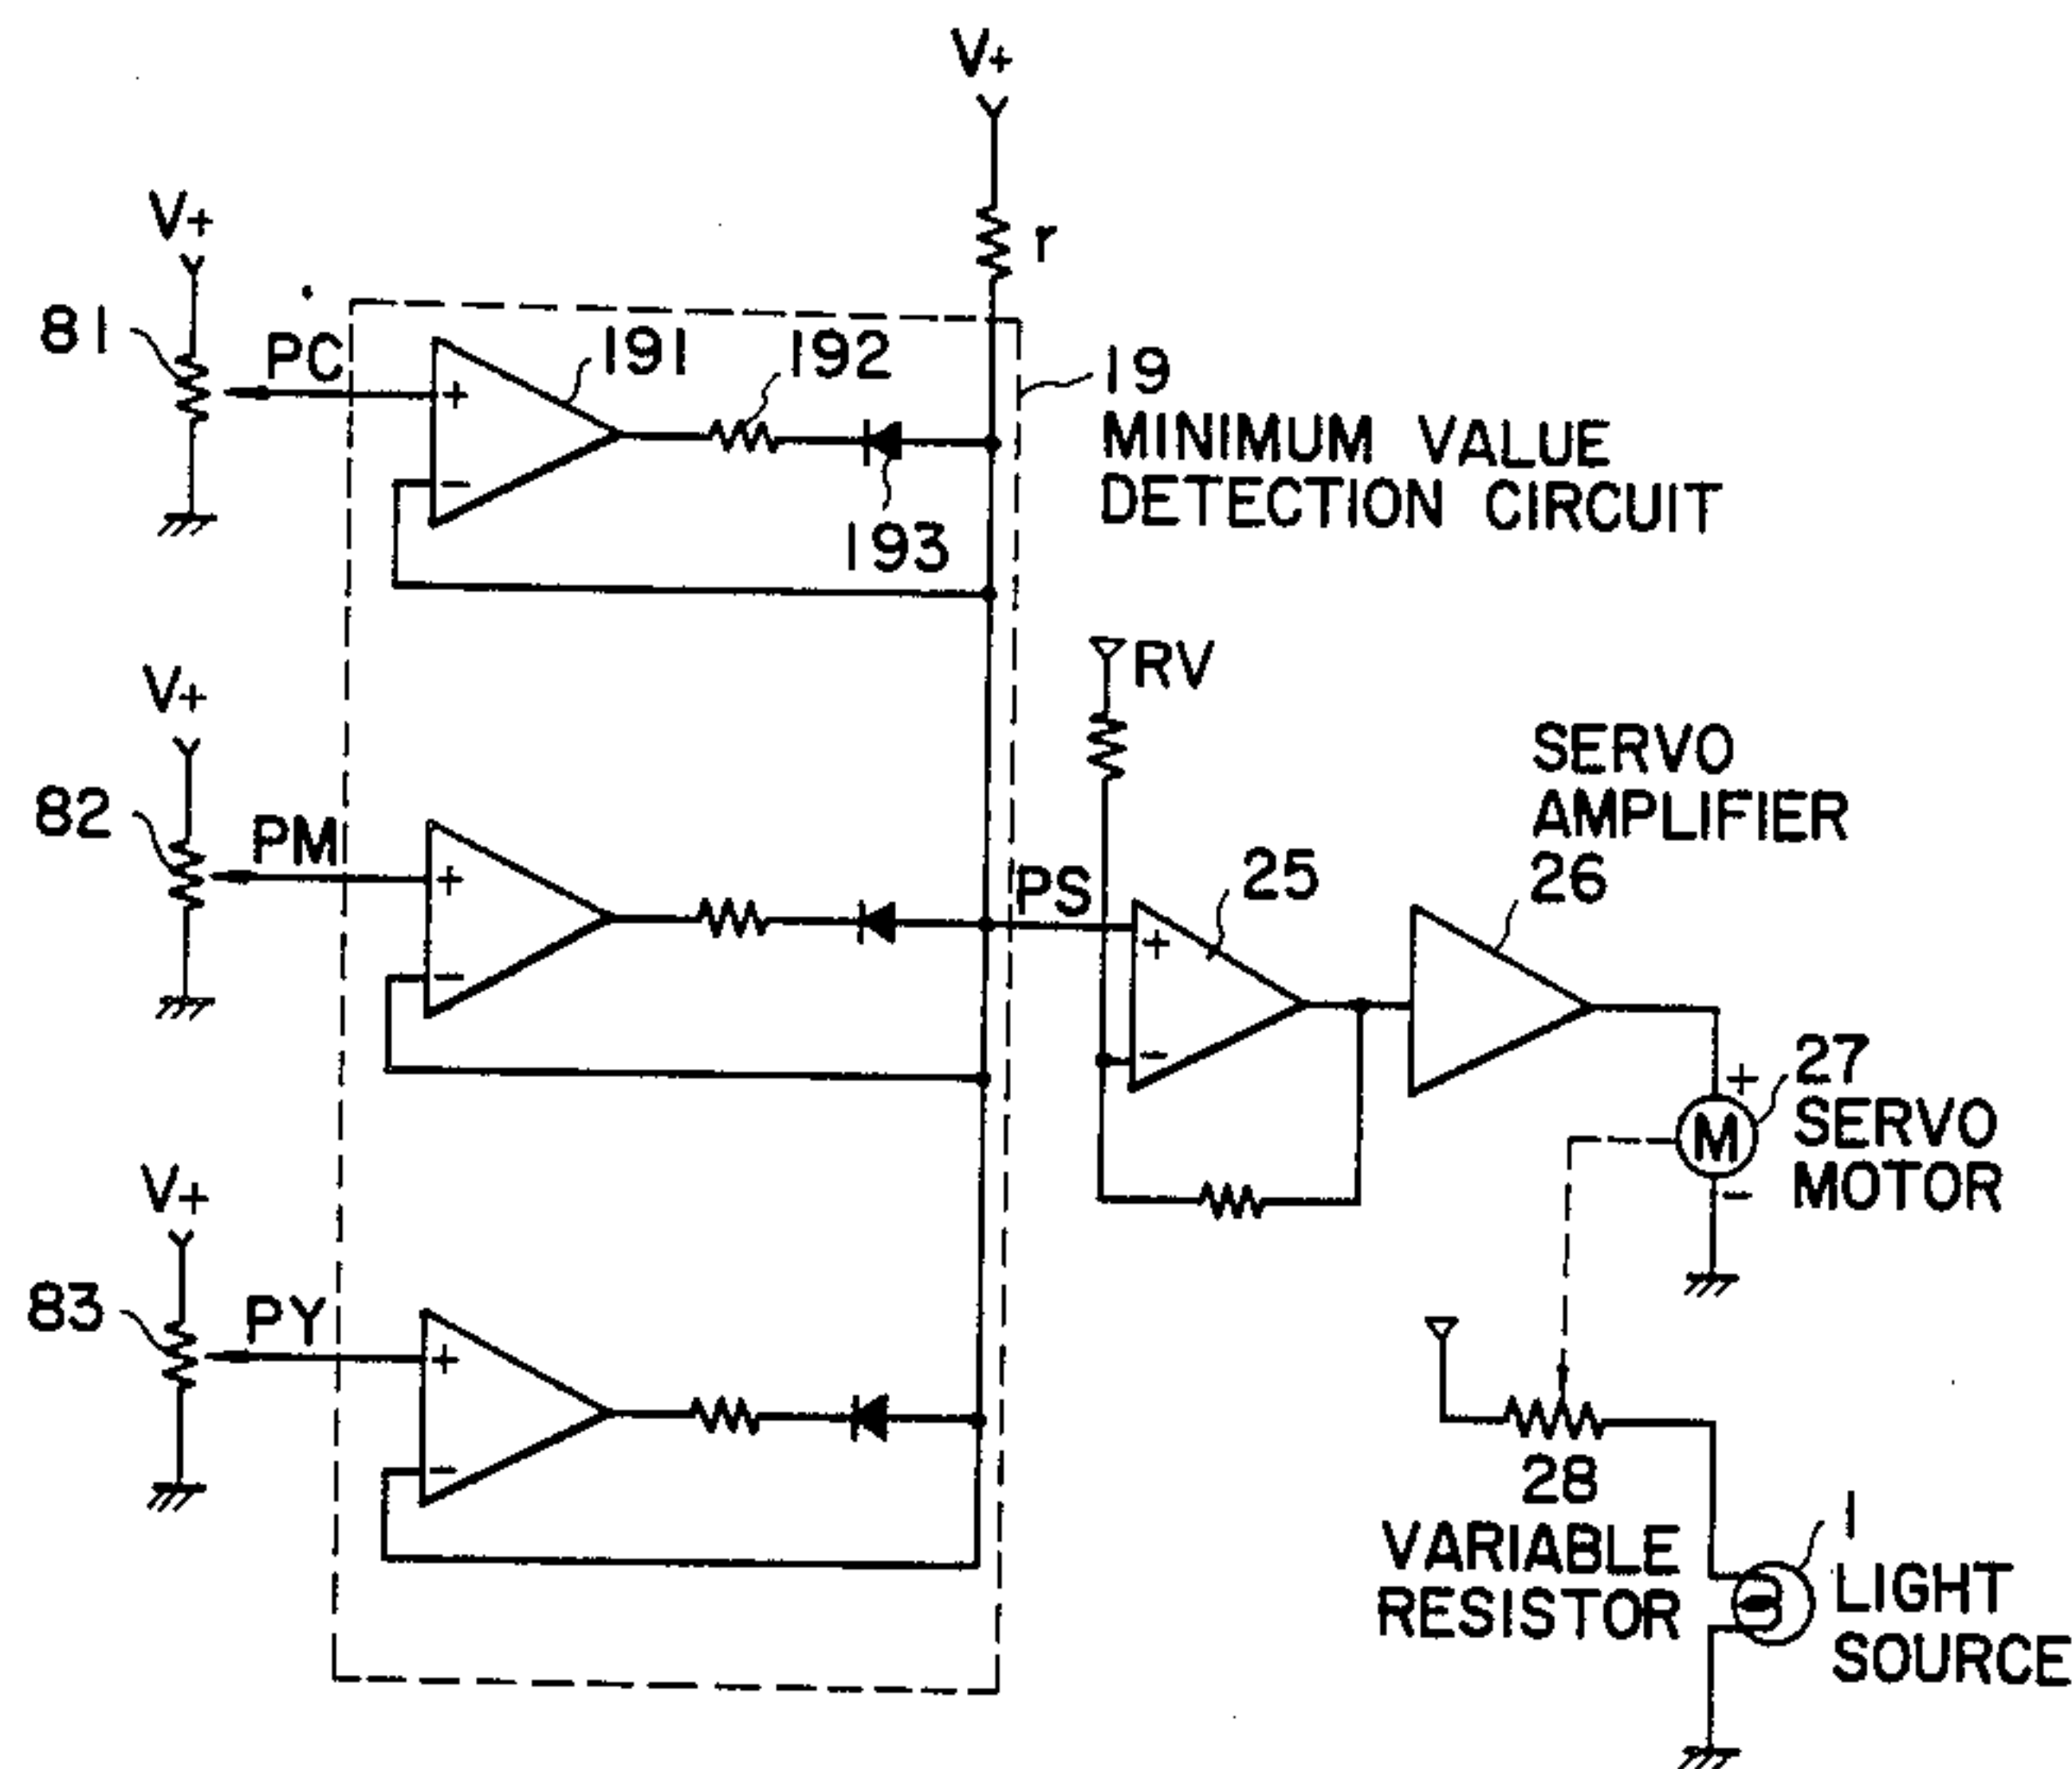 V+
V+
r
81
PC
+
191
192
19
MINIMUM VALUE
DETECTION CIRCUIT
-
193
V+
RV
82
PM
+
-
PS
+
-
25
SERVO
AMPLIFIER
26
+
27
SERVO
MOTOR
M
-
V+
83
PY
+
-
28
VARIABLE
RESISTOR
1
LIGHT
SOURCE